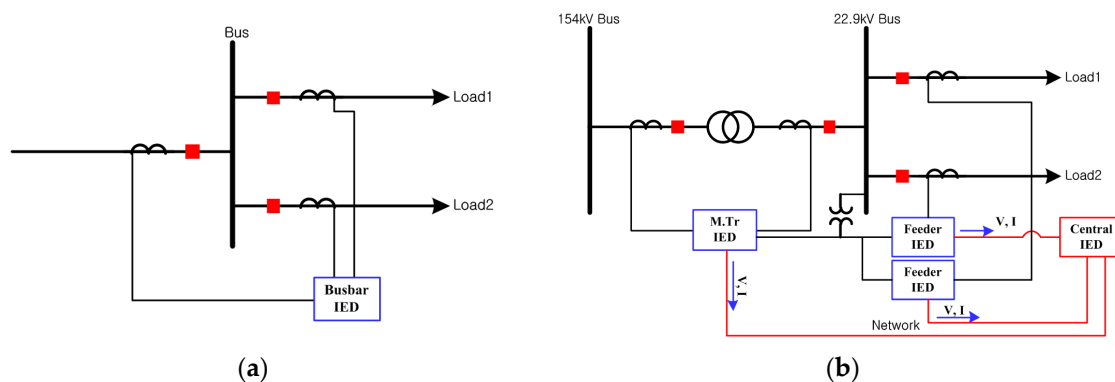 Bus
Load1
Load2
Busbar
IED
(a)
154kV Bus
22.9kV Bus
Load1
Load2
M.Tr
IED
Feeder
IED
V, I
Central
IED
Feeder
IED
V, I
V, I
Network
(b)